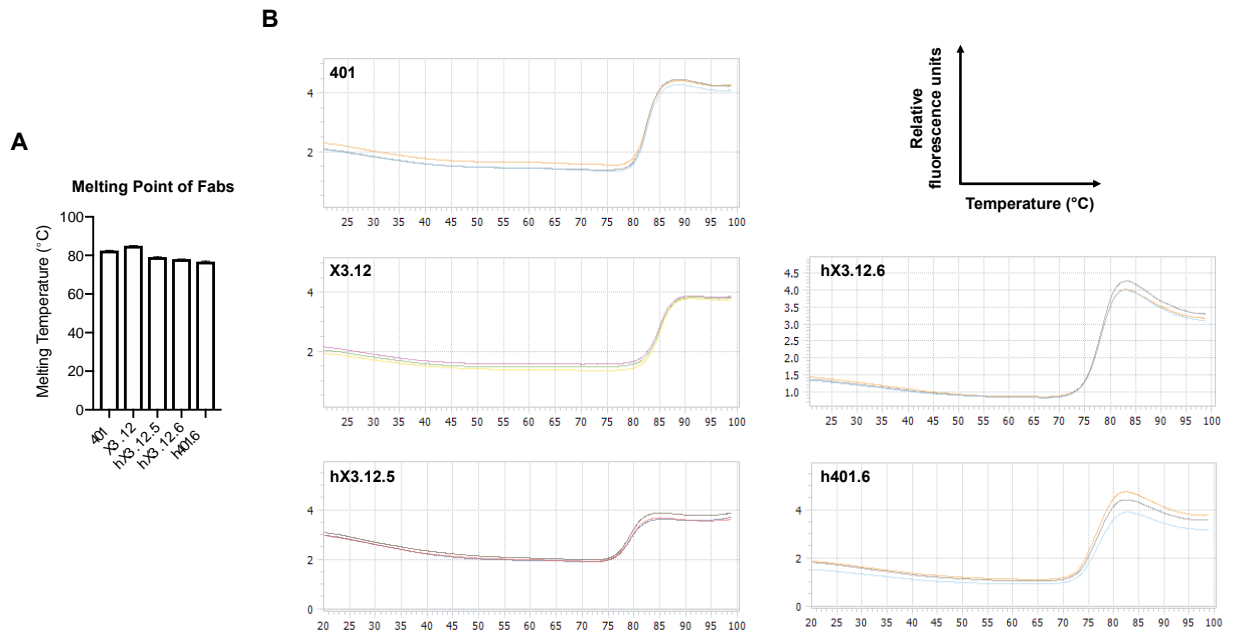 B
A
Melting Point of Fabs
Melting Temperature (°C)
100
80
60
40
20
0
401
X3.12
hX3.12.5
hX3.12.6
h401.6
401
4
2
25 30 35 40 45 50 55 60 65 70 75 80 85 90 95 100
Relative
fluorescence units
Temperature (°C)
X3.12
4
2
25 30 35 40 45 50 55 60 65 70 75 80 85 90 95 100
hX3.12.6
4.5
4.0
3.5
3.0
2.5
2.0
1.5
1.0
25 30 35 40 45 50 55 60 65 70 75 80 85 90 95 100
hX3.12.5
4
2
0
20 25 30 35 40 45 50 55 60 65 70 75 80 85 90 95 100
h401.6
4
2
0
20 25 30 35 40 45 50 55 60 65 70 75 80 85 90 95 100